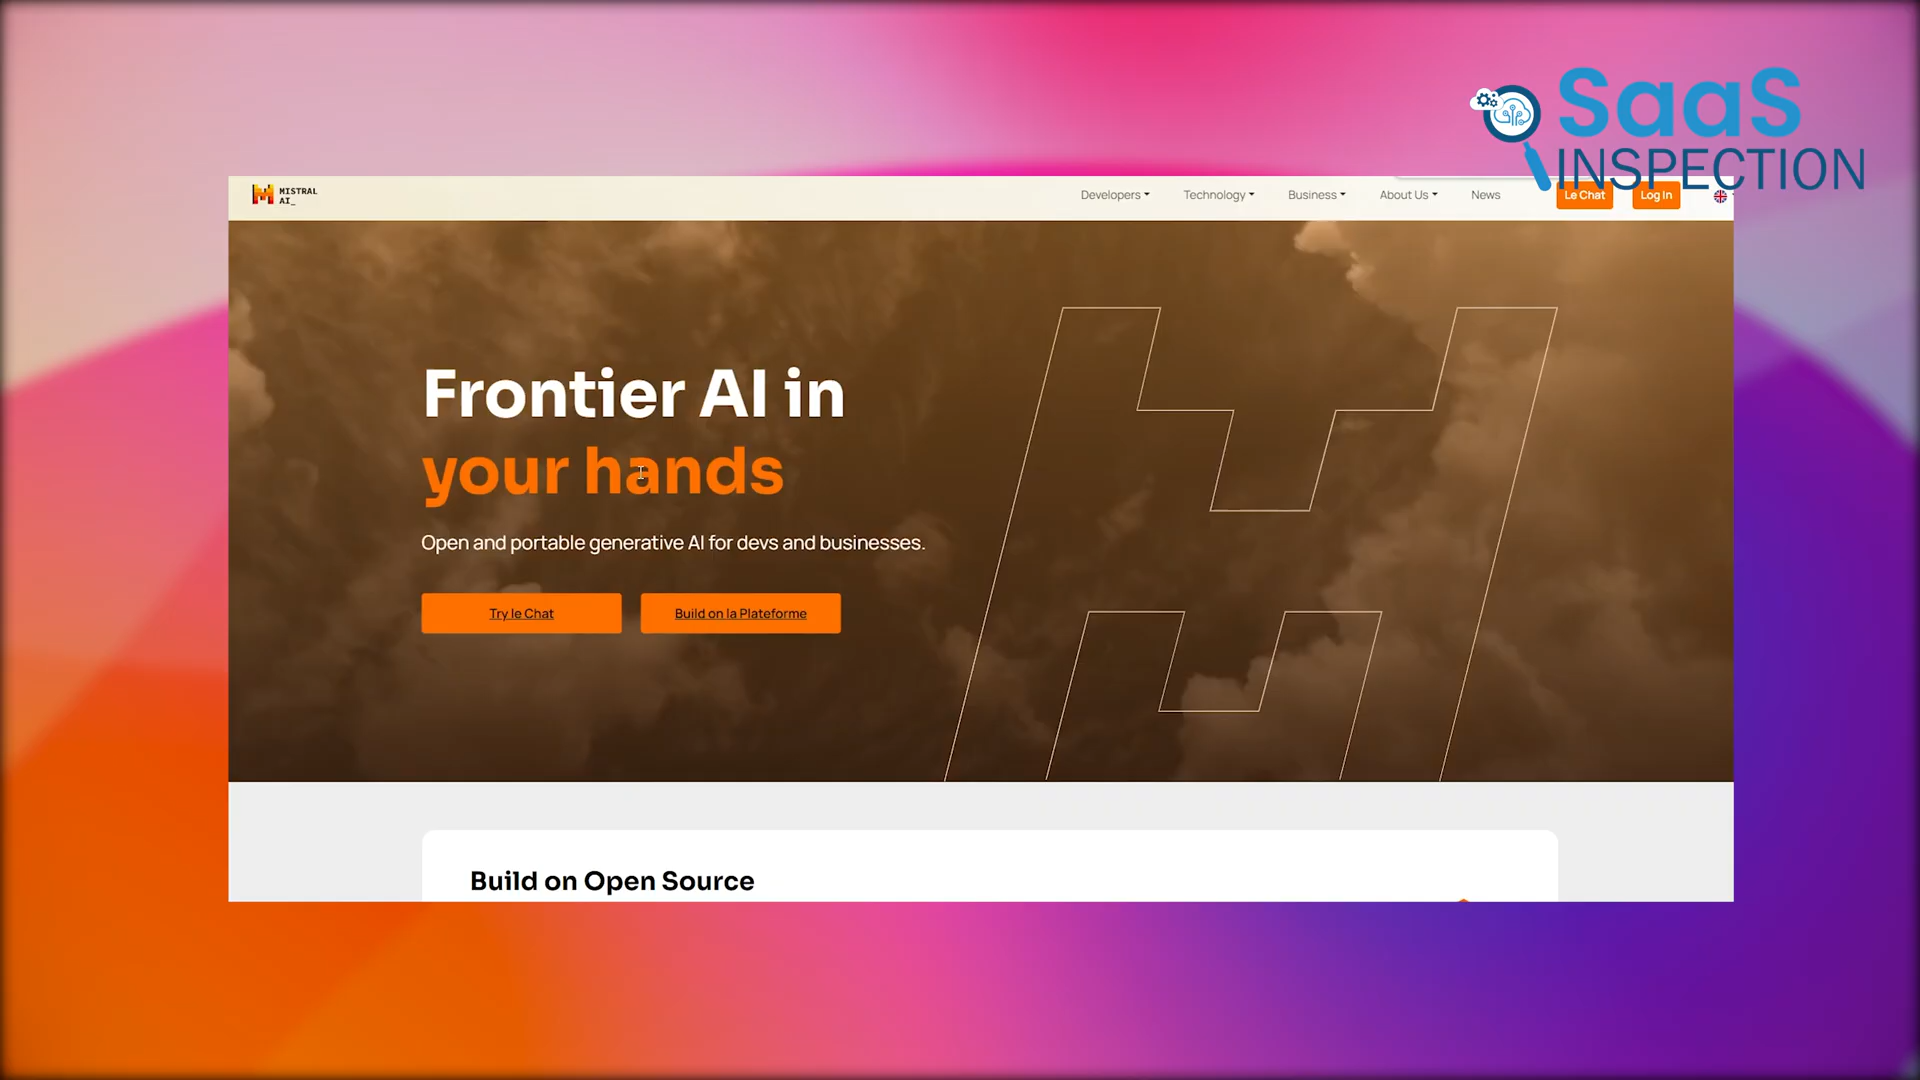 SaaS
INSPECTION
MISTRAL
AI_
Developers
Technology
Business
About Us
News
Le Chat
Log In
Frontier AI in
your hands
Open and portable generative AI for devs and businesses.
Try le Chat
Build on la Plateforme
Build on Open Source